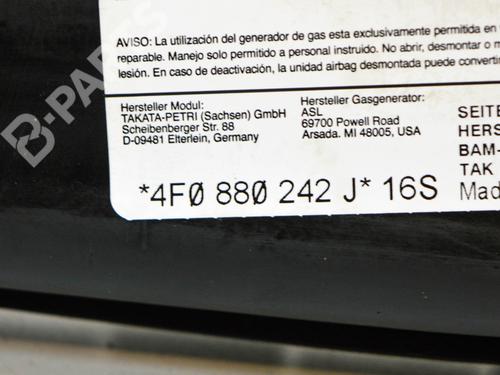 AVISO: La utilización del generador de gas esta exclusivamente permitida en
reparable. Manejo solo permitido a personal instruido. No abrir, desmontar o
lesión. En caso de deactivación, la unidad airbag desmontada puede
Hersteller Modul:
TAKATA-PETRI (Sachsen) GmbH
Scheibenberger Str. 88
D-09481 Elterlein, Germany
Hersteller Gasgenerator:
ASL
69700 Powell Road
Arsada. MI 48005, USA
SEITE
HERS
BAM-
TAK
Mad
*4F0 880 242 J* 16S
B-PARTS